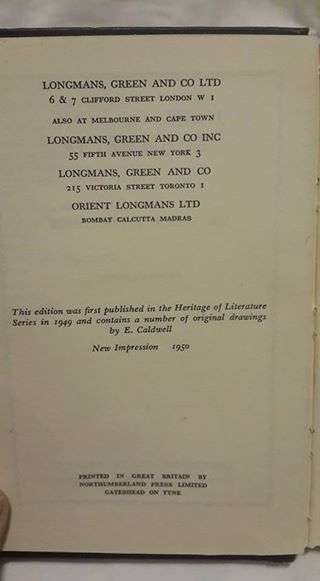 LONGMANS, GREEN AND CO LTD
6 & 7 CLIFFORD STREET LONDON W 1
ALSO AT MELBOURNE AND CAPE TOWN
LONGMANS, GREEN AND CO INC
55 FIFTH AVENUE NEW YORK 3
LONGMANS, GREEN AND CO
215 VICTORIA STREET TORONTO 1
ORIENT LONGMANS LTD
BOMBAY CALCUTTA MADRAS
This edition was first published in the Heritage of Literature
Series in 1949 and contains a number of original drawings
by E. Caldwell
New Impression 1950
PRINTED IN GREAT BRITAIN BY
NORTHUMBERLAND PRESS LIMITED
GATESHEAD ON TYNE